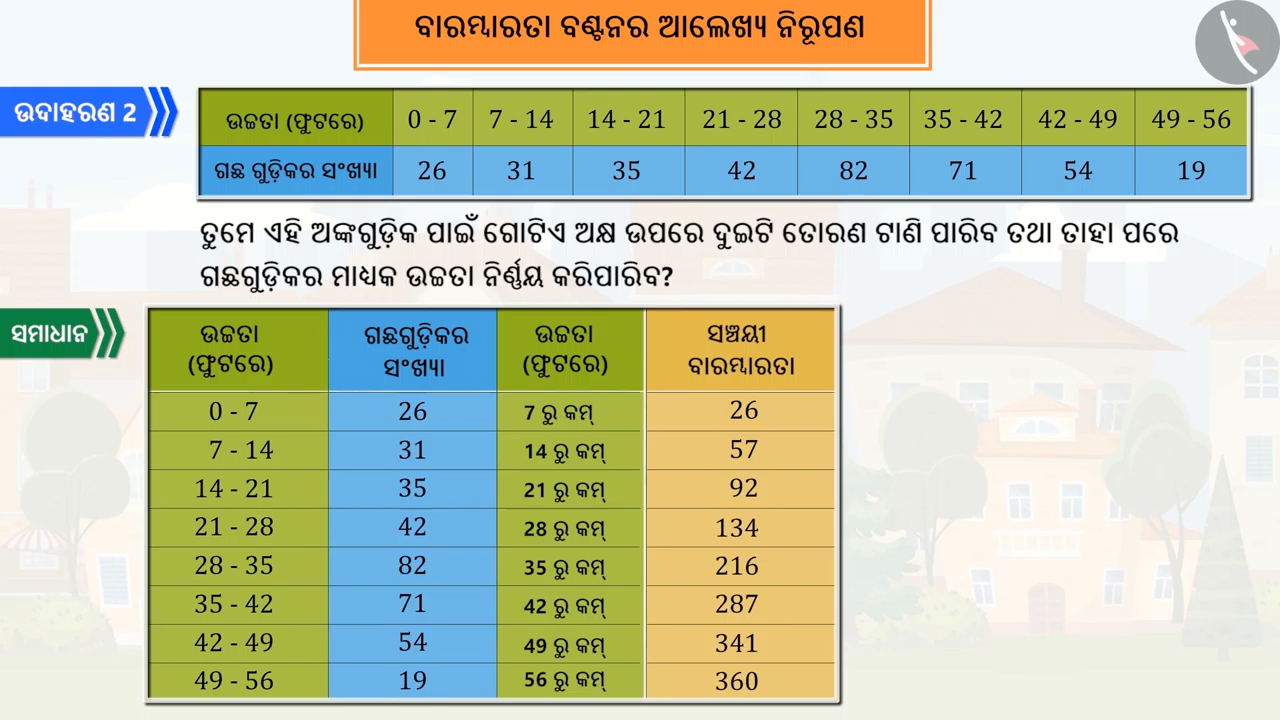 ବାରମ୍ବାରତା ବଣ୍ଟନର ଆଲେଖ୍ୟ ନିରୂପଣ
ଉଦାହରଣ 2
ଉଚ୍ଚତା (ଫୁଟରେ) 0 - 7 7 - 14 14 - 21 21 - 28 28 - 35 35 - 42 42 - 49 49 - 56
ଗଛ ଗୁଡ଼ିକର ସଂଖ୍ୟା 26 31 35 42 82 71 54 19
ତୁମେ ଏହି ଅଙ୍କଗୁଡ଼ିକ ପାଇଁ ଗୋଟିଏ ଅକ୍ଷ ଉପରେ ଦୁଇଟି ତୋରଣ ଟାଣି ପାରିବ ତଥା ତାହା ପରେ
ଗଛଗୁଡ଼ିକର ମାଧ୍ୟକ ଉଚ୍ଚତା ନିର୍ଣ୍ଣୟ କରିପାରିବ?
ସମାଧାନ
ଉଚ୍ଚତା ଗଛଗୁଡ଼ିକର ଉଚ୍ଚତା ସଞ୍ଚୟୀ
(ଫୁଟରେ) ସଂଖ୍ୟା (ଫୁଟରେ) ବାରମ୍ବାରତା
0 - 7 26 7 ରୁ କମ୍ 26
7 - 14 31 14 ରୁ କମ୍ 57
14 - 21 35 21 ରୁ କମ୍ 92
21 - 28 42 28 ରୁ କମ୍ 134
28 - 35 82 35 ରୁ କମ୍ 216
35 - 42 71 42 ରୁ କମ୍ 287
42 - 49 54 49 ରୁ କମ୍ 341
49 - 56 19 56 ରୁ କମ୍ 360